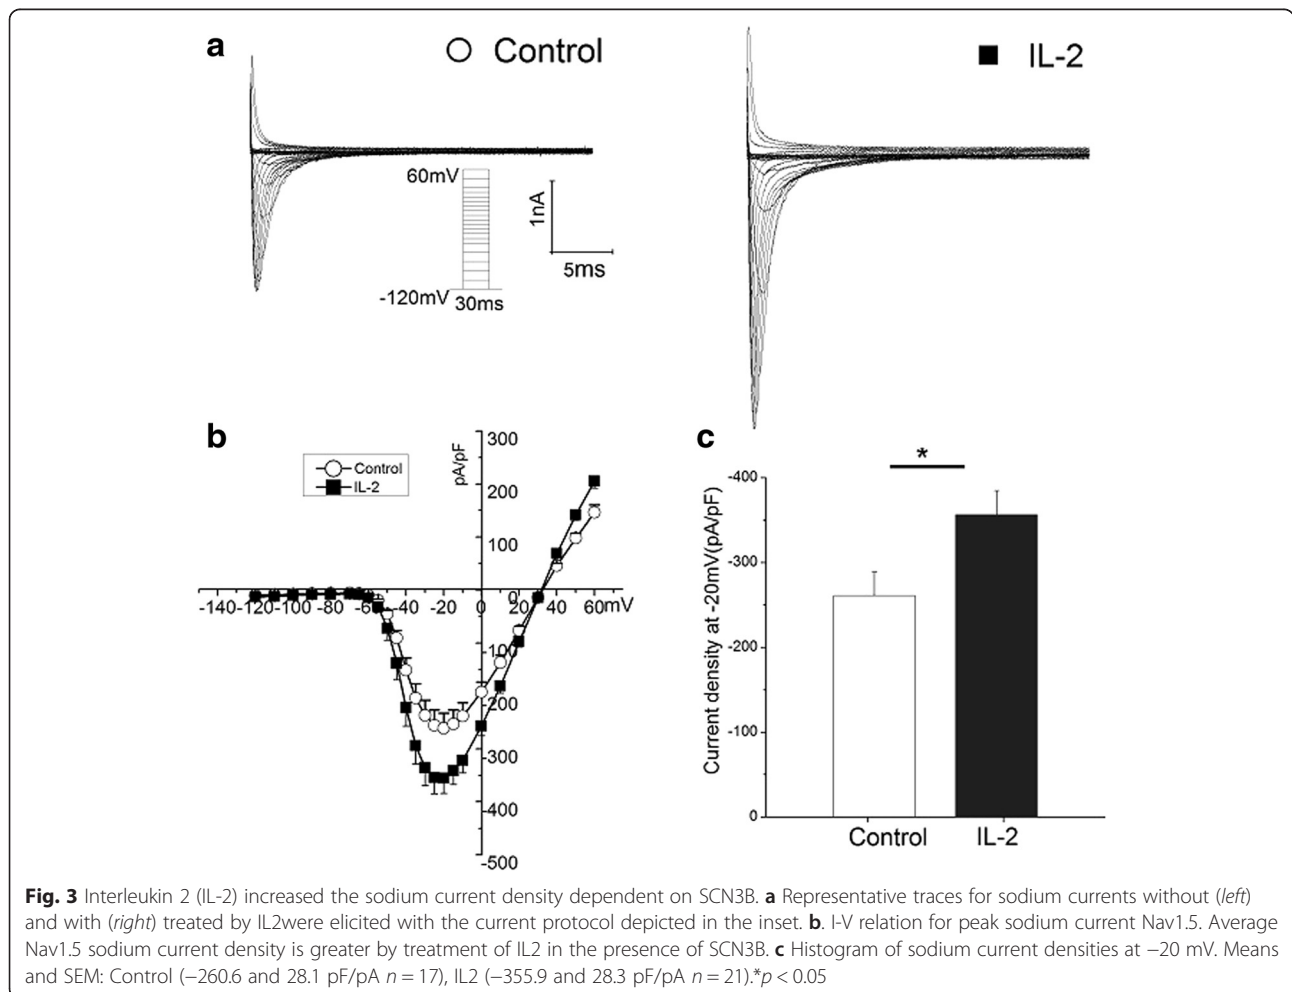 a
Control
IL-2
60mV
-120mV
30ms
1nA
5ms
b
Control
IL-2
pA/pF
300
200
100
0
-140 -120 -100 -80 -60 -40 -20 0 20 40 60mV
-100
-200
-300
-400
-500
c
*
Current density at -20mV(pA/pF)
-400
-300
-200
-100
0
Control
IL-2
Fig. 3 Interleukin 2 (IL-2) increased the sodium current density dependent on SCN3B. a Representative traces for sodium currents without (left)
and with (right) treated by IL2were elicited with the current protocol depicted in the inset. b. I-V relation for peak sodium current Nav1.5. Average
Nav1.5 sodium current density is greater by treatment of IL2 in the presence of SCN3B. c Histogram of sodium current densities at −20 mV. Means
and SEM: Control (−260.6 and 28.1 pF/pA n = 17), IL2 (−355.9 and 28.3 pF/pA n = 21).*p < 0.05